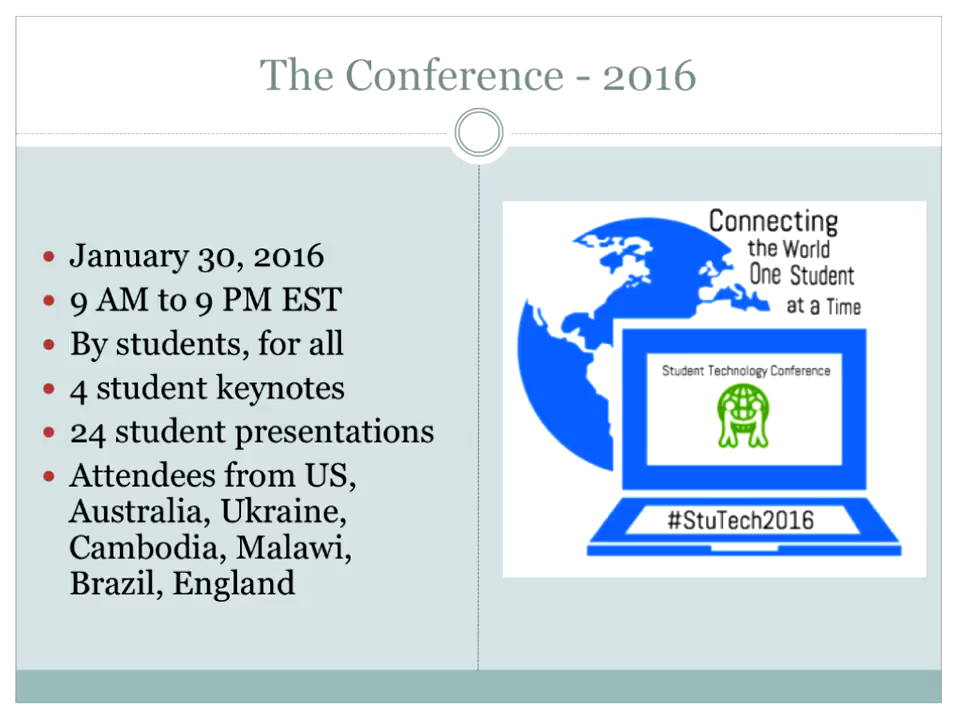 The Conference - 2016
• January 30, 2016
• 9 AM to 9 PM EST
• By students, for all
• 4 student keynotes
• 24 student presentations
• Attendees from US,
Australia, Ukraine,
Cambodia, Malawi,
Brazil, England
Connecting
the World
One Student
at a Time
Student Technology Conference
#StuTech2016